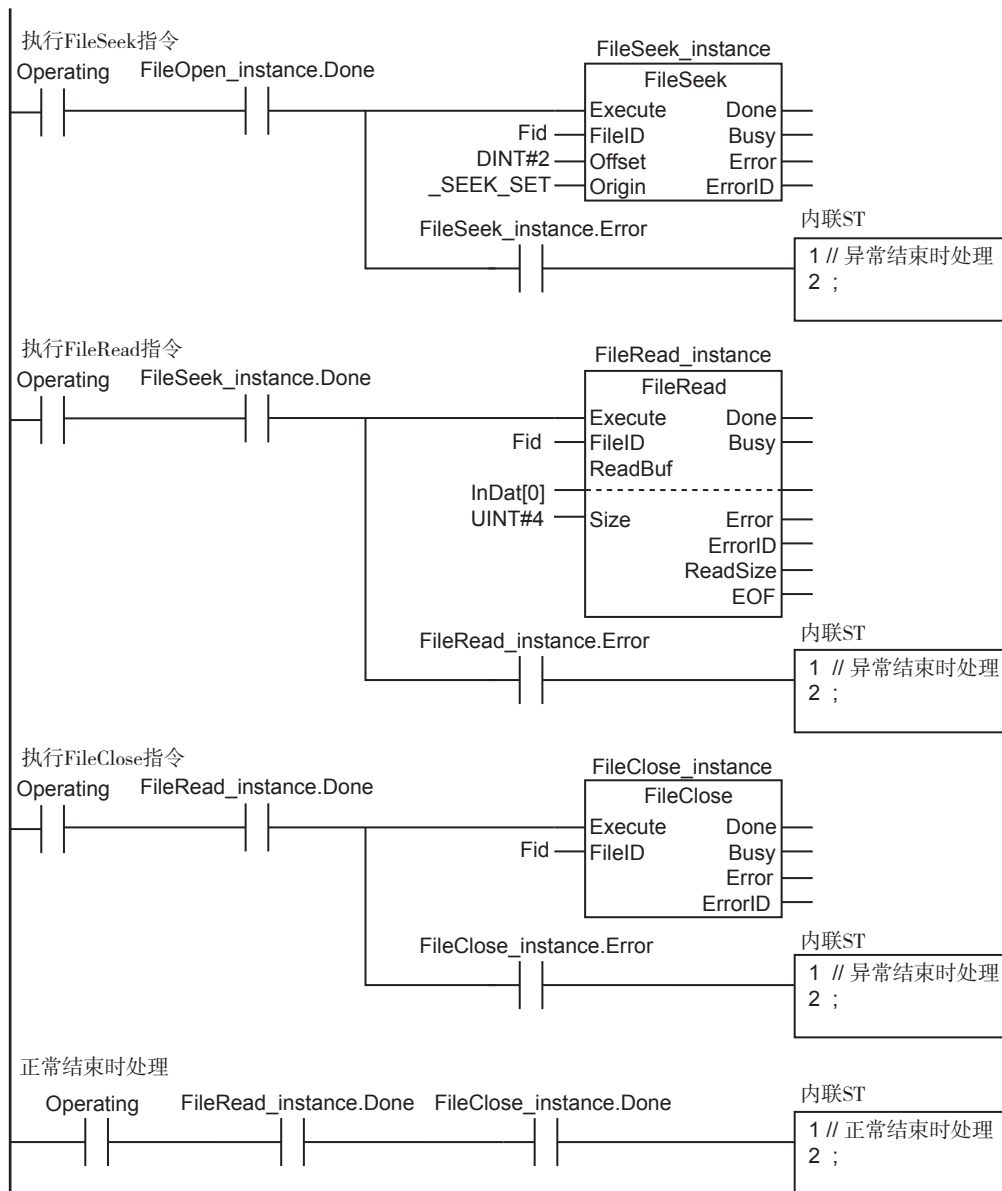 执行FileSeek指令
Operating FileOpen_instance.Done
FileSeek_instance
FileSeek
Execute Done
Fid FileID Busy
DINT#2 Offset Error
_SEEK_SET Origin ErrorID
FileSeek_instance.Error
内联ST
1 // 异常结束时处理
2 ;
执行FileRead指令
Operating FileSeek_instance.Done
FileRead_instance
FileRead
Execute Done
Fid FileID Busy
ReadBuf
InDat[0]
UINT#4 Size Error
ErrorID
ReadSize
EOF
FileRead_instance.Error
内联ST
1 // 异常结束时处理
2 ;
执行FileClose指令
Operating FileRead_instance.Done
FileClose_instance
FileClose
Execute Done
Fid FileID Busy
Error
ErrorID
FileClose_instance.Error
内联ST
1 // 异常结束时处理
2 ;
正常结束时处理
Operating FileRead_instance.Done FileClose_instance.Done
内联ST
1 // 正常结束时处理
2 ;